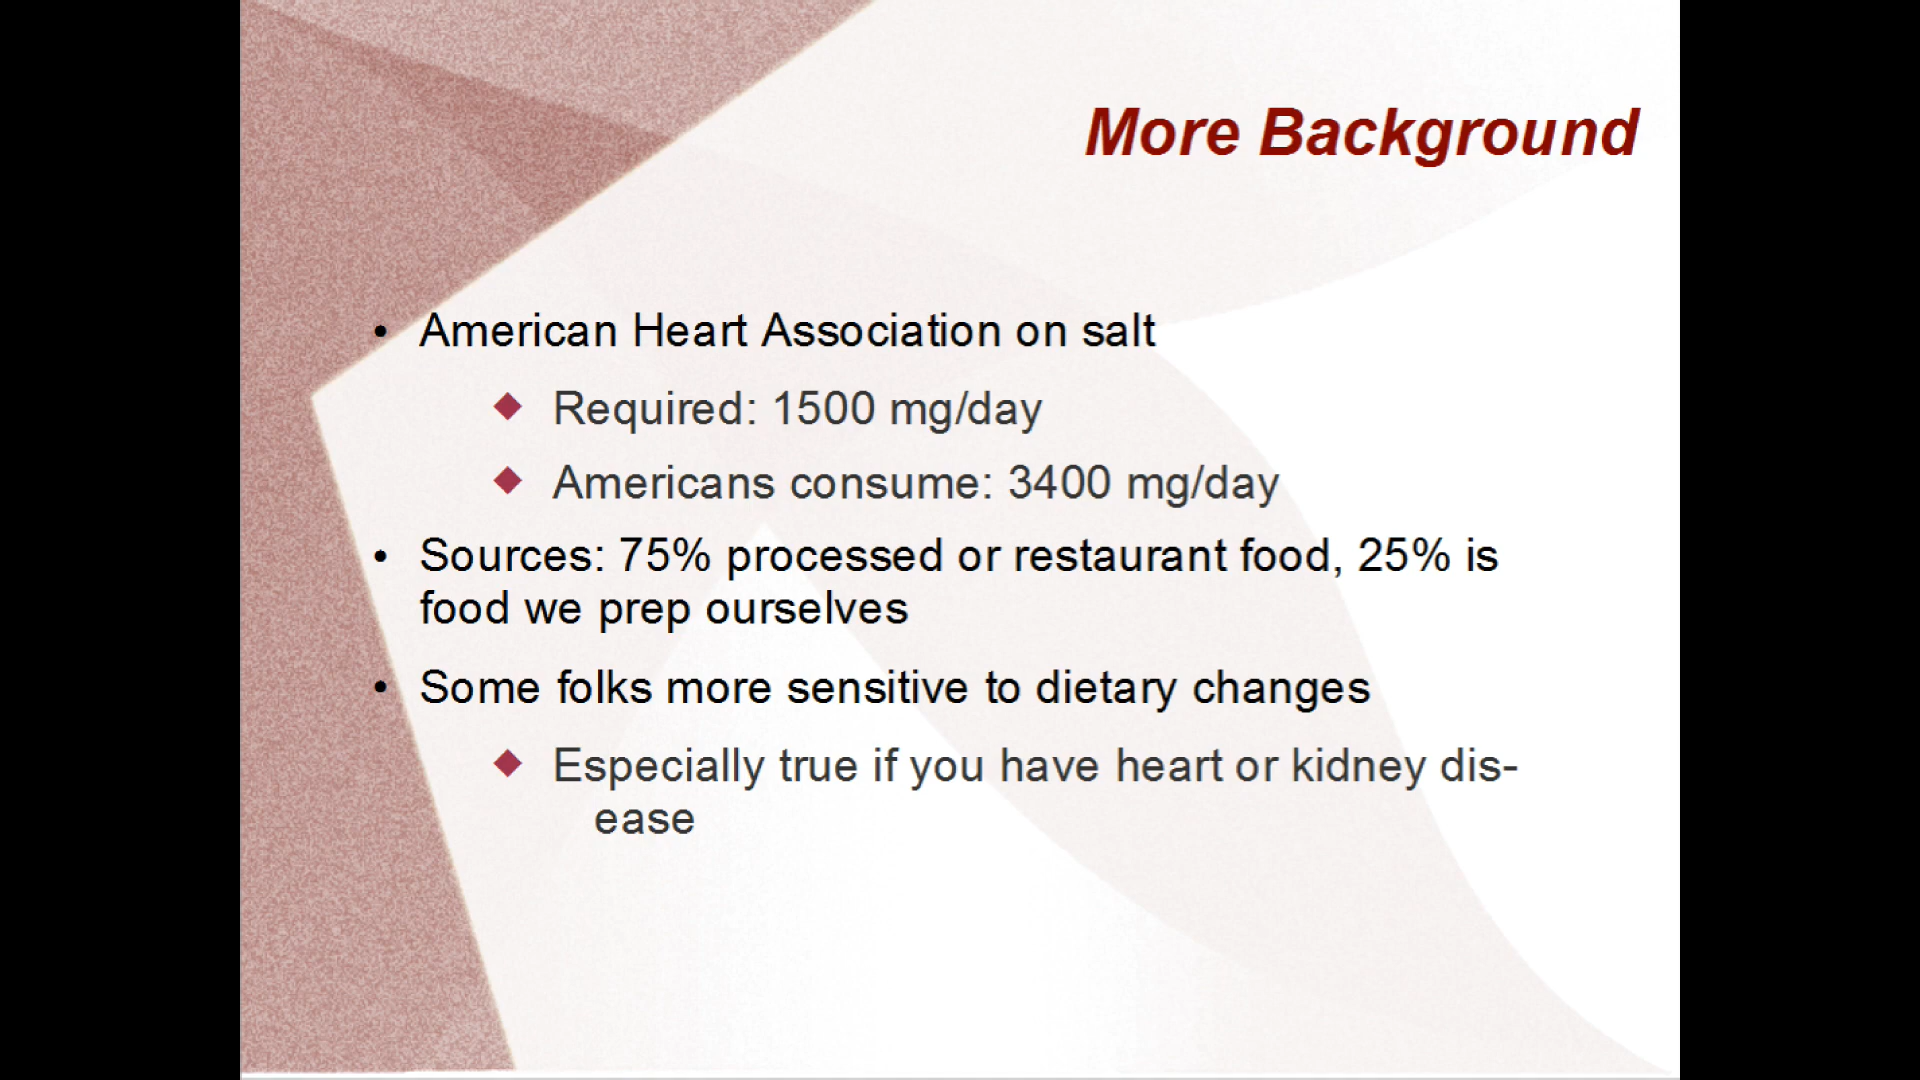 More Background
• American Heart Association on salt
◆ Required: 1500 mg/day
◆ Americans consume: 3400 mg/day
• Sources: 75% processed or restaurant food, 25% is
food we prep ourselves
• Some folks more sensitive to dietary changes
◆ Especially true if you have heart or kidney dis-
ease